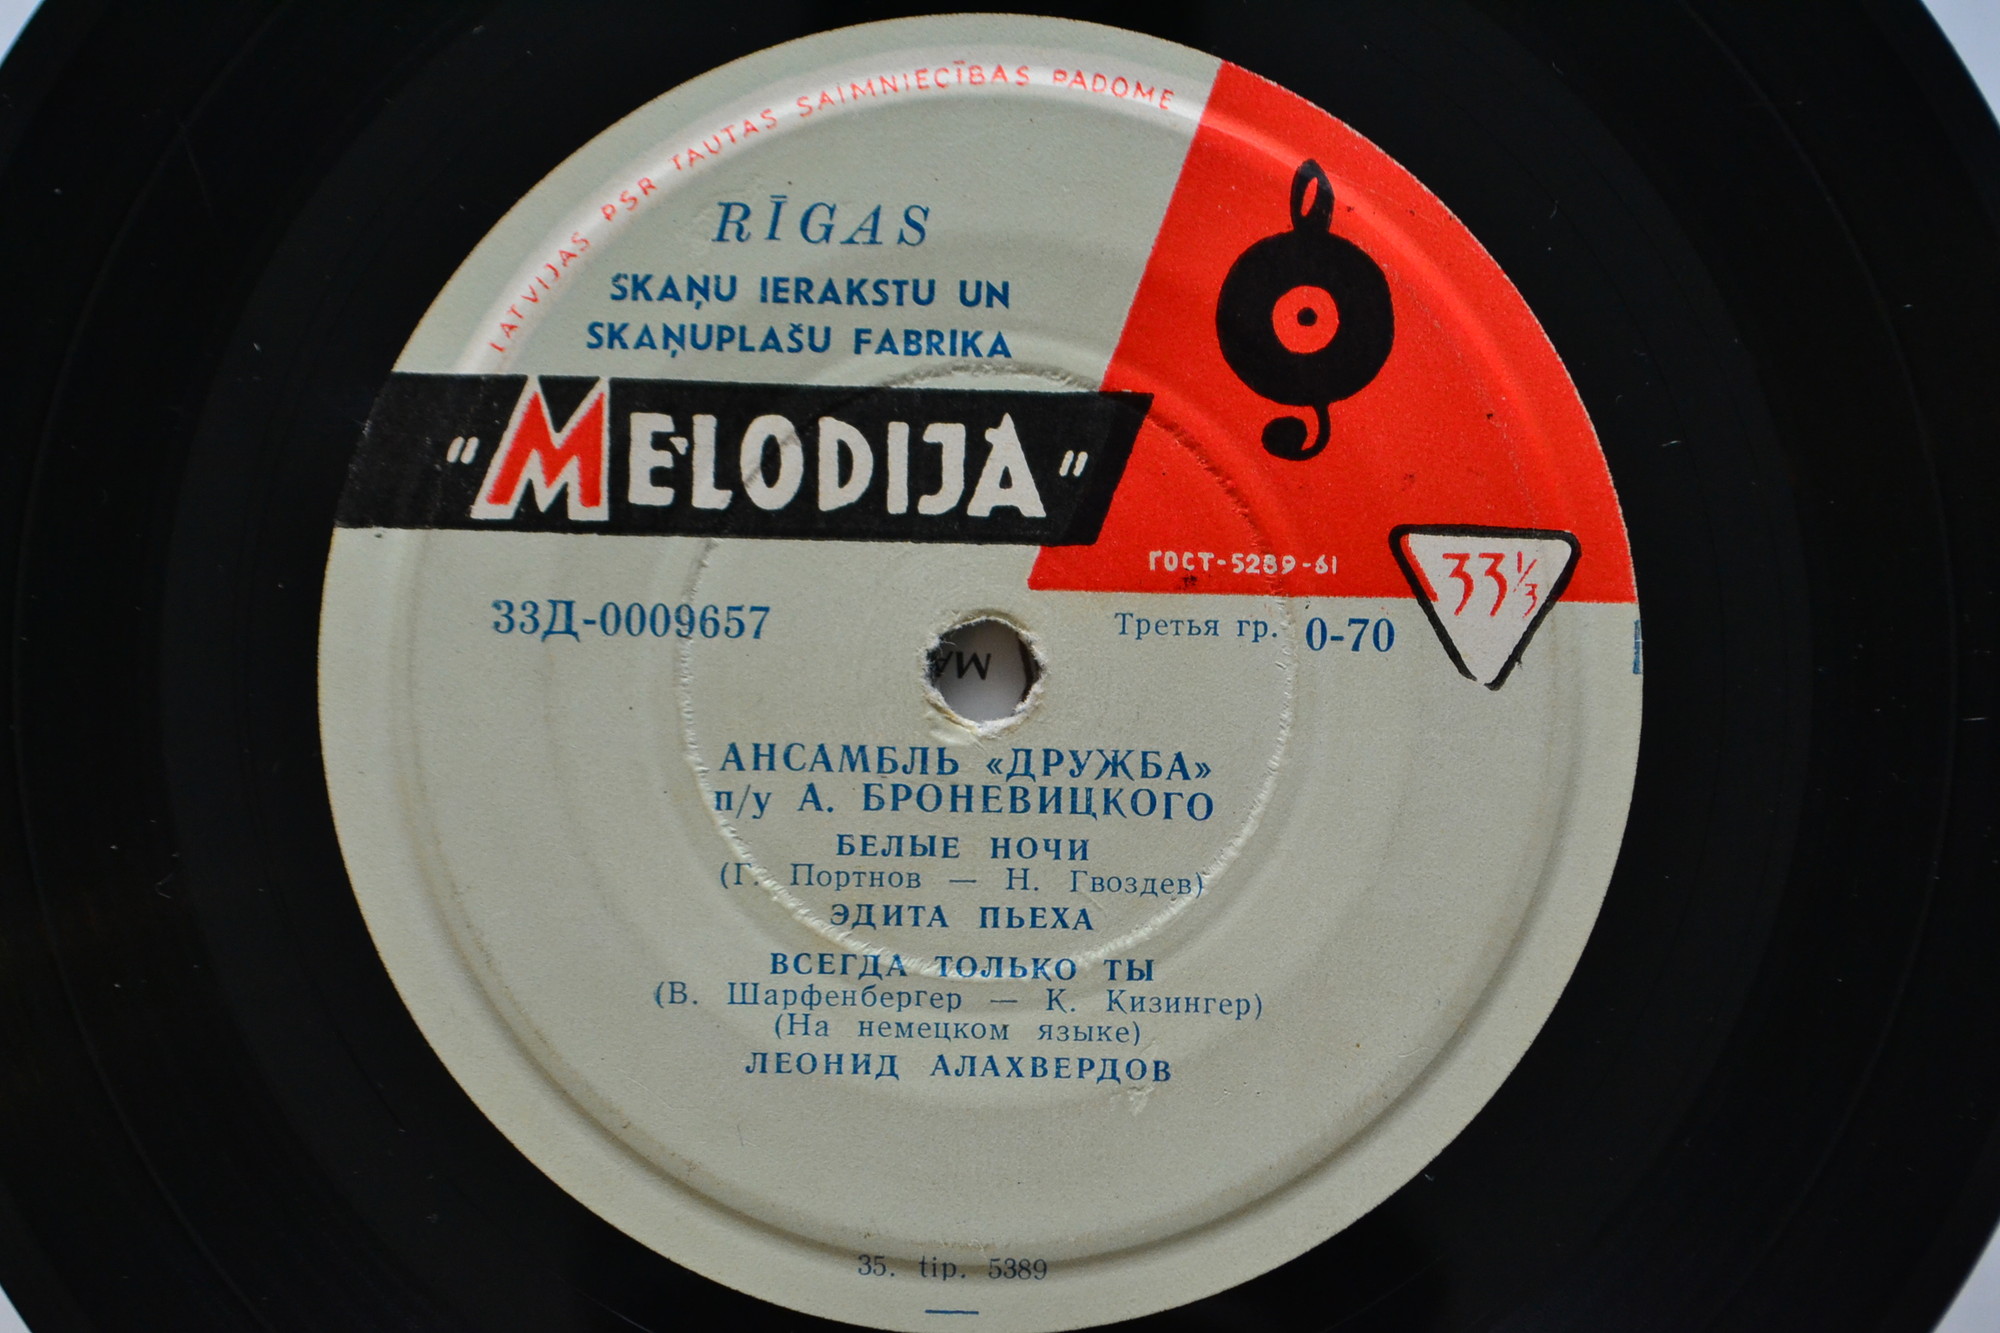 LATVIJAS PSR TAUTAS SAIMNIECĪBAS PADOME
RĪGAS
SKAŅU IERAKSTU UN
SKAŅUPLAŠU FABRIKA
"MELODIJA"
ГОСТ-5289-61
33⅓
33Д-0009657
Третья гр. 0-70
МА
АНСАМБЛЬ «ДРУЖБА»
п/у А. БРОНЕВИЦКОГО
БЕЛЫЕ НОЧИ
(Г. Портнов — Н. Гвоздев)
ЭДИТА ПЬЕХА
ВСЕГДА ТОЛЬКО ТЫ
(В. Шарфенбергер — К. Кизингер)
(На немецком языке)
ЛЕОНИД АЛАХВЕРДОВ
35. tip. 5389